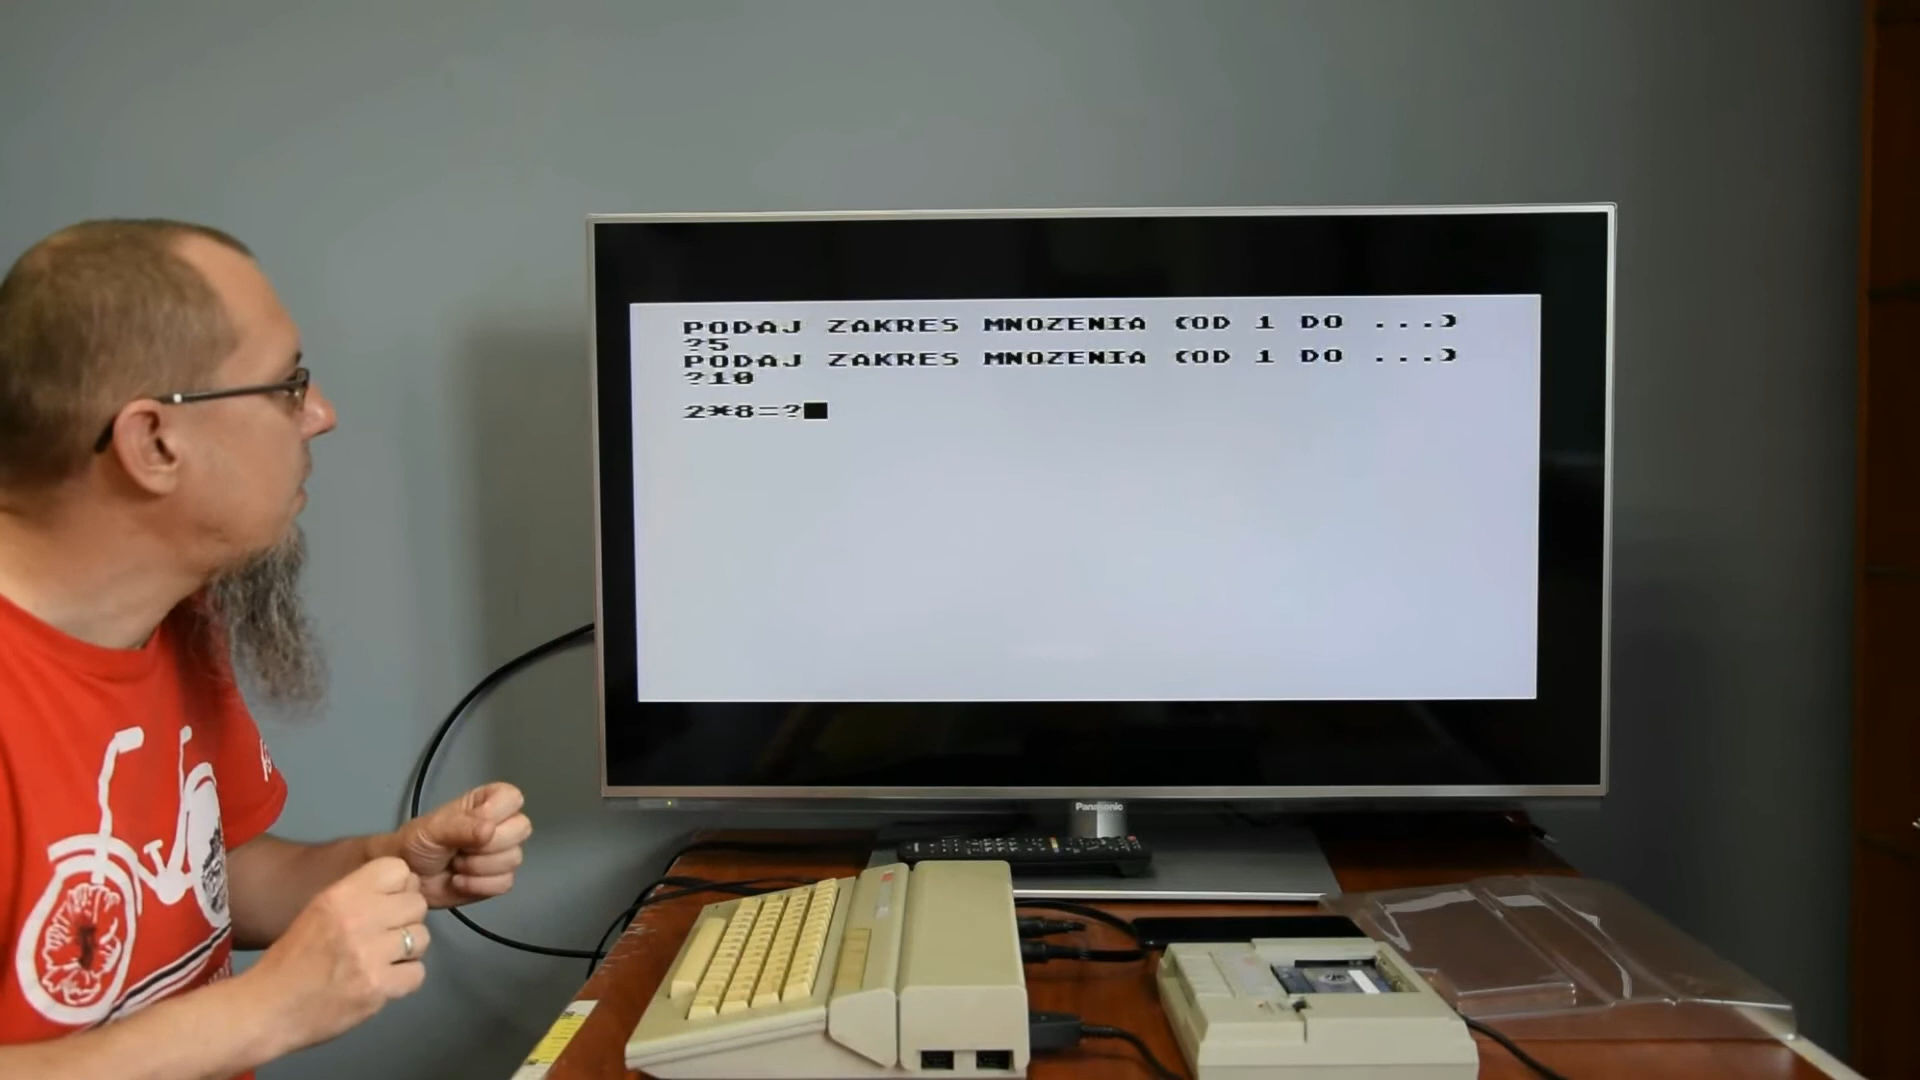 PODAJ ZAKRES MNOZENIA (OD 1 DO ...)
?5
PODAJ ZAKRES MNOZENIA (OD 1 DO ...)
?10
2*8=?
Panasonic